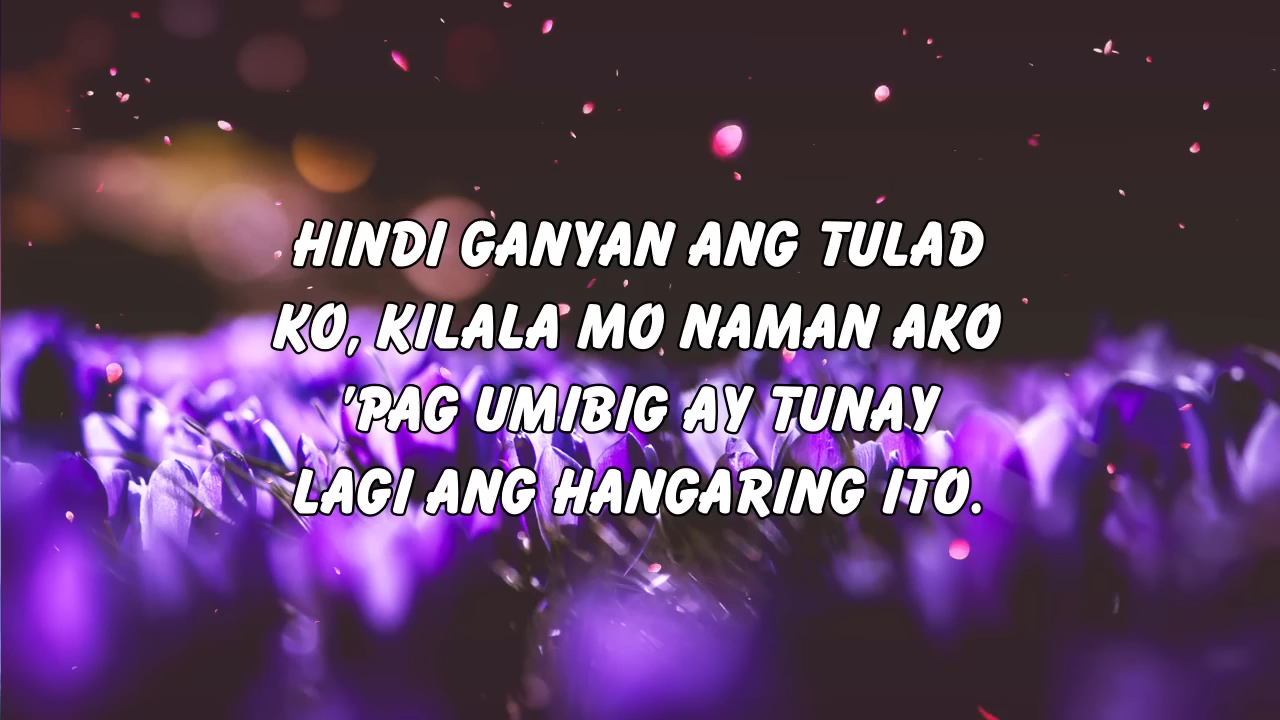 HINDI GANYAN ANG TULAD
KO, KILALA MO NAMAN AKO
'PAG UMIBIG AY TUNAY
LAGI ANG HANGARING ITO.